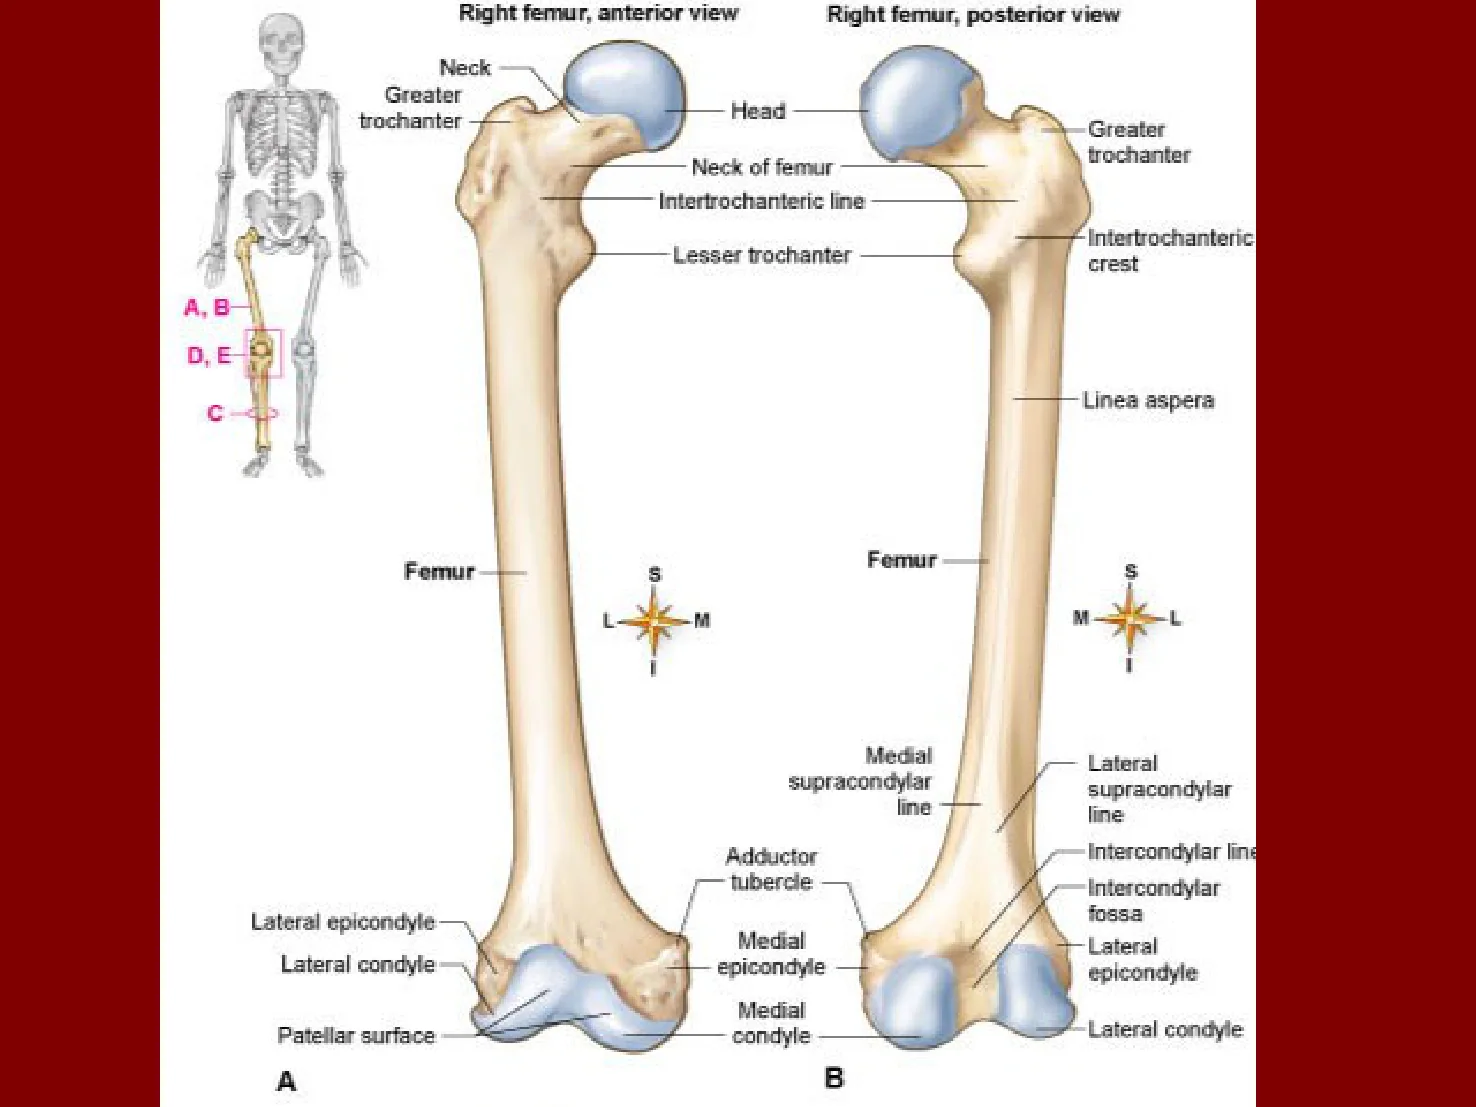 Right femur, anterior view
Right femur, posterior view
Neck
Greater
trochanter
Head
Greater
trochanter
Neck of femur
Intertrochanteric line
Intertrochanteric
crest
Lesser trochanter
A, B
D, E
C
Linea aspera
Femur
Femur
S
L
M
I
S
M
L
I
Medial
supracondylar
line
Lateral
supracondylar
line
Adductor
tubercle
Intercondylar line
Intercondylar
fossa
Lateral epicondyle
Lateral condyle
Medial
epicondyle
Lateral
epicondyle
Patellar surface
Medial
condyle
Lateral condyle
A
B